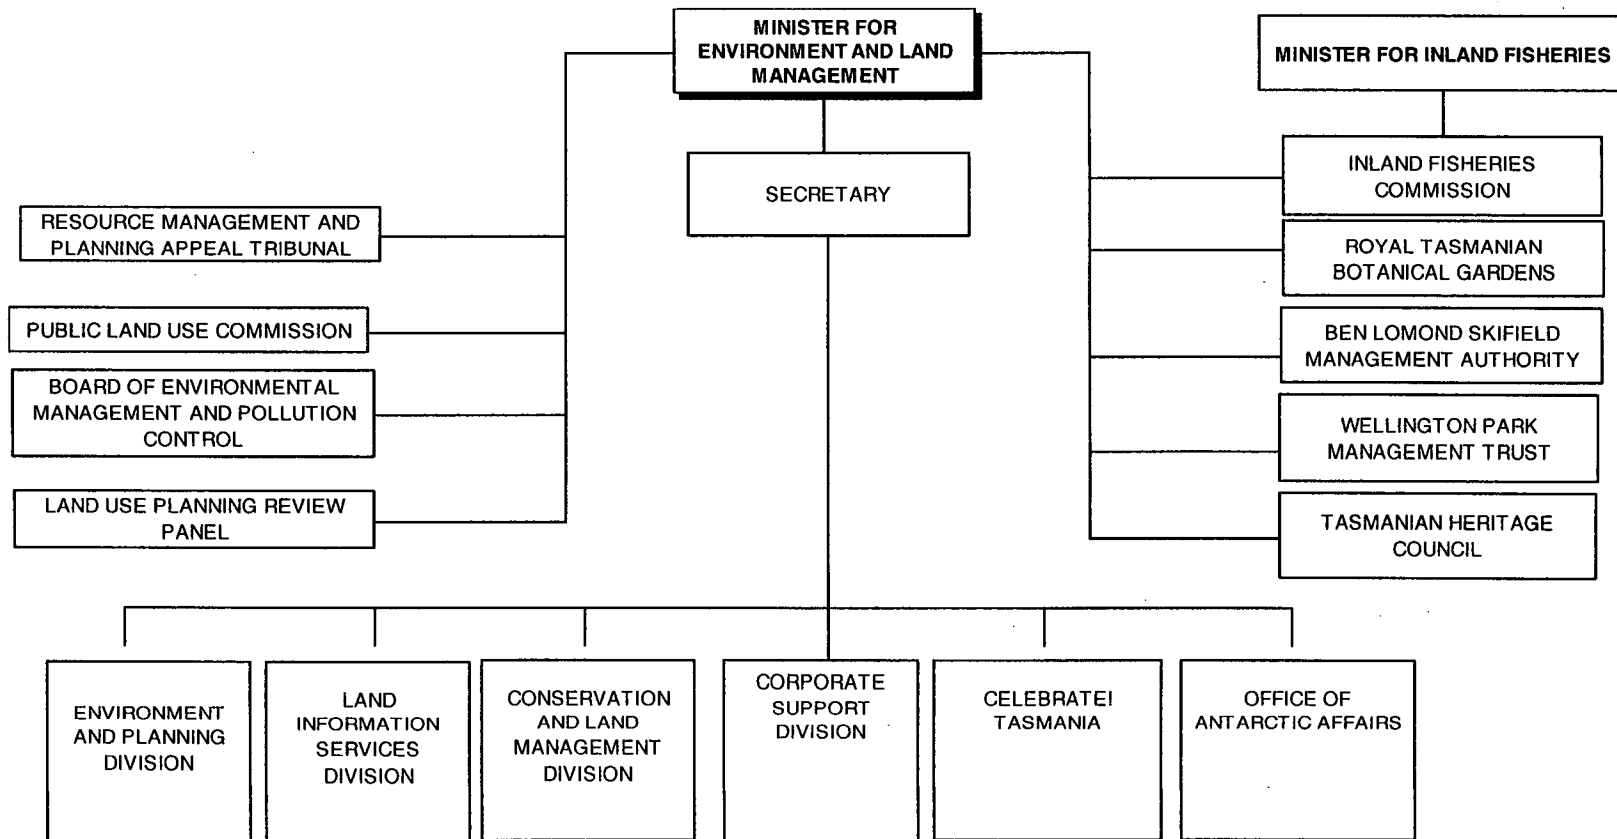 MINISTER FOR
ENVIRONMENT AND LAND
MANAGEMENT
MINISTER FOR INLAND FISHERIES
SECRETARY
RESOURCE MANAGEMENT AND
PLANNING APPEAL TRIBUNAL
PUBLIC LAND USE COMMISSION
BOARD OF ENVIRONMENTAL
MANAGEMENT AND POLLUTION
CONTROL
LAND USE PLANNING REVIEW
PANEL
INLAND FISHERIES
COMMISSION
ROYAL TASMANIAN
BOTANICAL GARDENS
BEN LOMOND SKIFIELD
MANAGEMENT AUTHORITY
WELLINGTON PARK
MANAGEMENT TRUST
TASMANIAN HERITAGE
COUNCIL
ENVIRONMENT
AND PLANNING
DIVISION
LAND
INFORMATION
SERVICES
DIVISION
CONSERVATION
AND LAND
MANAGEMENT
DIVISION
CORPORATE
SUPPORT
DIVISION
CELEBRATEI
TASMANIA
OFFICE OF
ANTARCTIC AFFAIRS